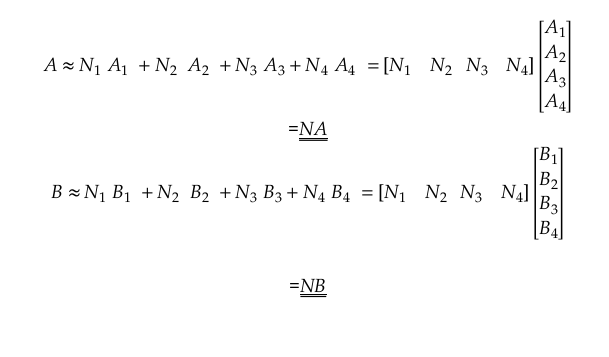 A ≈ N₁ A₁ + N₂ A₂ + N₃ A₃ + N₄ A₄ = [N₁ N₂ N₃ N₄] [A₁ A₂ A₃ A₄]
=NA
B ≈ N₁ B₁ + N₂ B₂ + N₃ B₃ + N₄ B₄ = [N₁ N₂ N₃ N₄] [B₁ B₂ B₃ B₄]
=NB